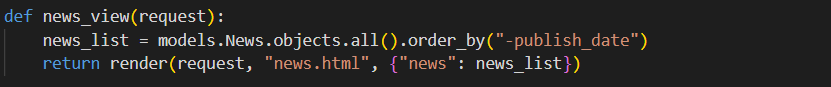 def news_view(request):
    news_list = models.News.objects.all().order_by("-publish_date")
    return render(request, "news.html", {"news": news_list})